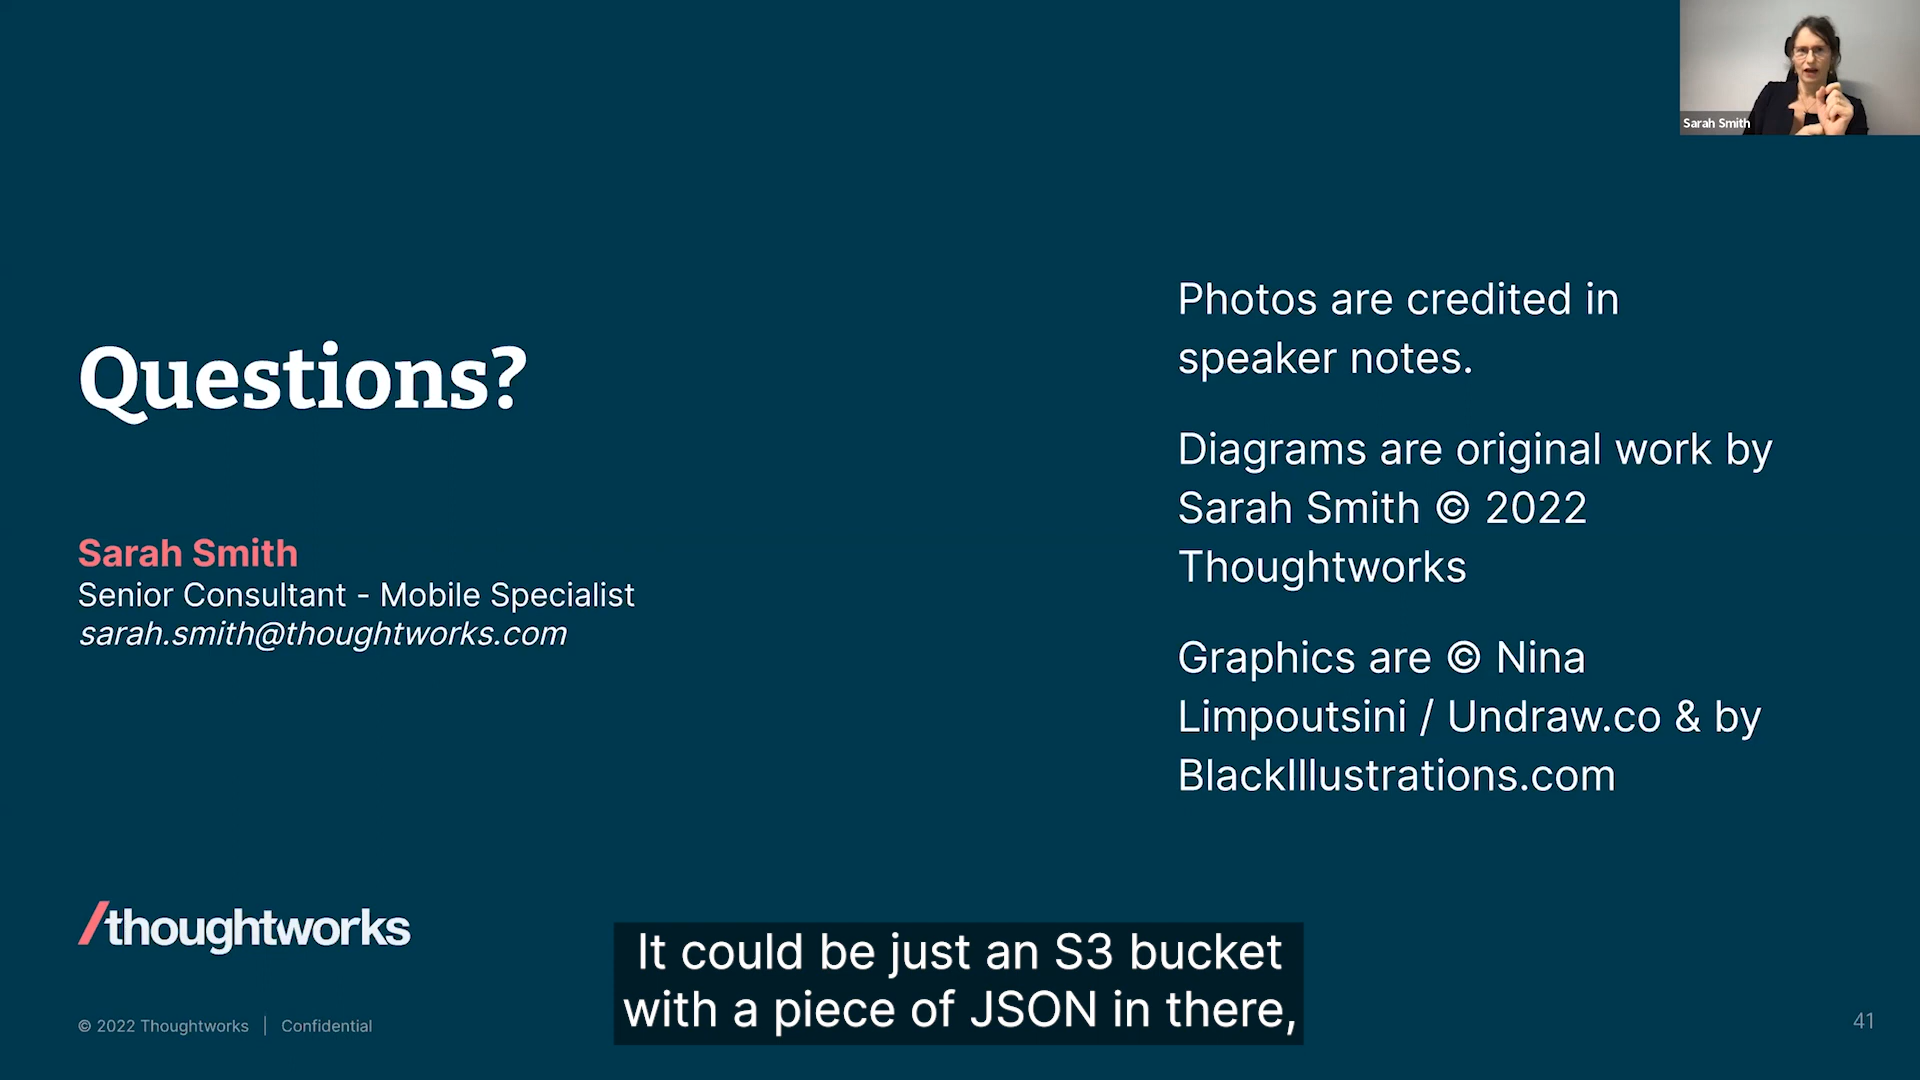 Sarah Smith
Questions?
Sarah Smith
Senior Consultant - Mobile Specialist
sarah.smith@thoughtworks.com
Photos are credited in
speaker notes.
Diagrams are original work by
Sarah Smith © 2022
Thoughtworks
Graphics are © Nina
Limpoutsini / Undraw.co & by
BlackIllustrations.com
/thoughtworks
It could be just an S3 bucket
with a piece of JSON in there,
© 2022 Thoughtworks | Confidential
41